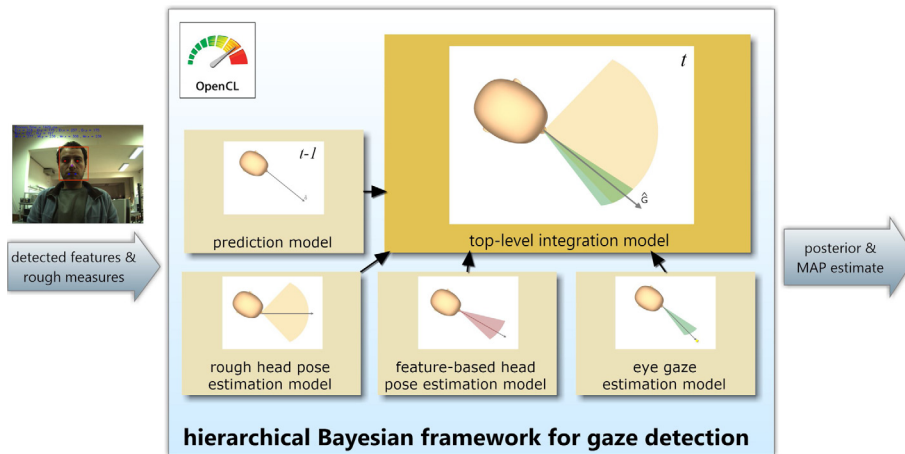 OpenCL
t
t-1
Ĝ
prediction model
top-level integration model
detected features &
rough measures
posterior &
MAP estimate
rough head pose
estimation model
feature-based head
pose estimation model
eye gaze
estimation model
hierarchical Bayesian framework for gaze detection